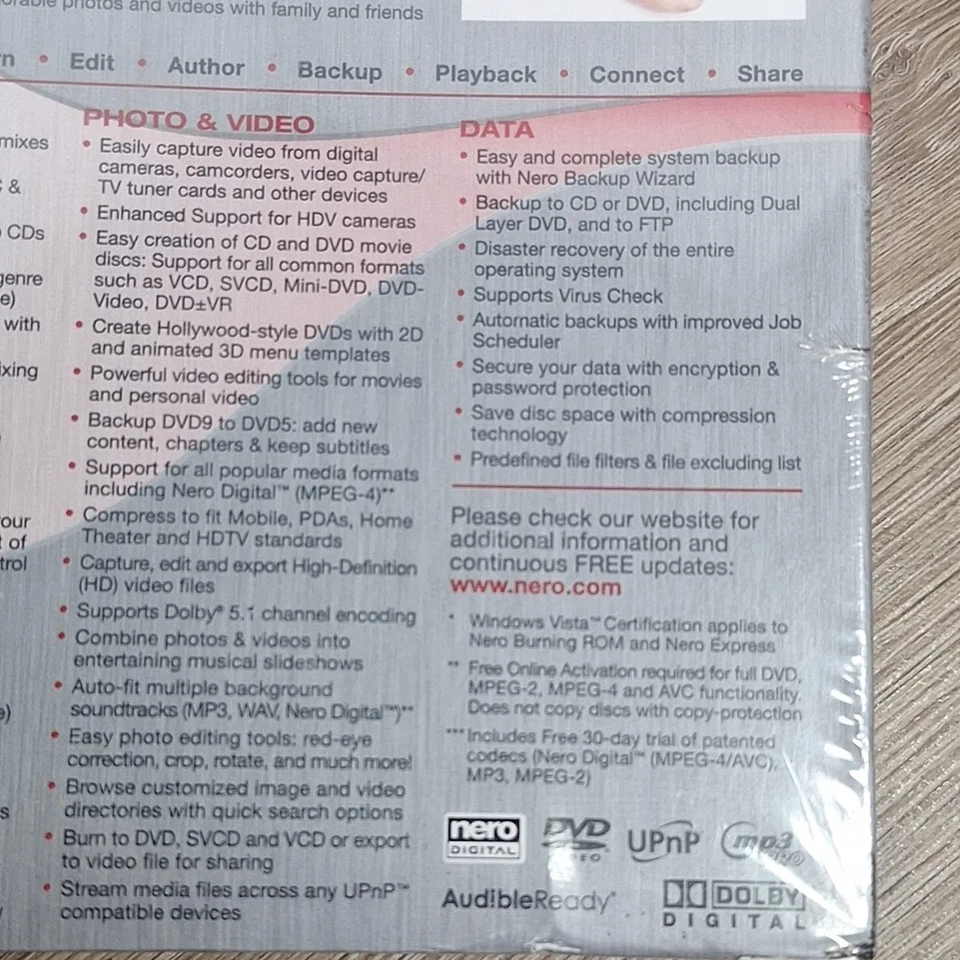 photos and videos with family and friends
n • Edit • Author • Backup • Playback • Connect • Share
mixes
&
CDs
genre
e)
with
ixing
our
t of
trol
e)
s
PHOTO & VIDEO
• Easily capture video from digital
cameras, camcorders, video capture/
TV tuner cards and other devices
• Enhanced Support for HDV cameras
• Easy creation of CD and DVD movie
discs: Support for all common formats
such as VCD, SVCD, Mini-DVD, DVD-
Video, DVD±VR
• Create Hollywood-style DVDs with 2D
and animated 3D menu templates
• Powerful video editing tools for movies
and personal video
• Backup DVD9 to DVD5: add new
content, chapters & keep subtitles
• Support for all popular media formats
including Nero Digital™ (MPEG-4)**
• Compress to fit Mobile, PDAs, Home
Theater and HDTV standards
• Capture, edit and export High-Definition
(HD) video files
• Supports Dolby® 5.1 channel encoding
• Combine photos & videos into
entertaining musical slideshows
• Auto-fit multiple background
soundtracks (MP3, WAV, Nero Digital™)**
• Easy photo editing tools: red-eye
correction, crop, rotate, and much more!
• Browse customized image and video
directories with quick search options
• Burn to DVD, SVCD and VCD or export
to video file for sharing
• Stream media files across any UPnP™
compatible devices
DATA
• Easy and complete system backup
with Nero Backup Wizard
• Backup to CD or DVD, including Dual
Layer DVD, and to FTP
• Disaster recovery of the entire
operating system
• Supports Virus Check
• Automatic backups with improved Job
Scheduler
• Secure your data with encryption &
password protection
• Save disc space with compression
technology
• Predefined file filters & file excluding list
Please check our website for
additional information and
continuous FREE updates:
www.nero.com
* Windows Vista™ Certification applies to
Nero Burning ROM and Nero Express
** Free Online Activation required for full DVD,
MPEG-2, MPEG-4 and AVC functionality.
Does not copy discs with copy-protection
*** Includes Free 30-day trial of patented
codecs (Nero Digital™ (MPEG-4/AVC),
MP3, MPEG-2)
nero
DIGITAL
DVD
VIDEO
UPnP
mp3
PRO
Aud!bleReady®
DOLBY
DIGITAL